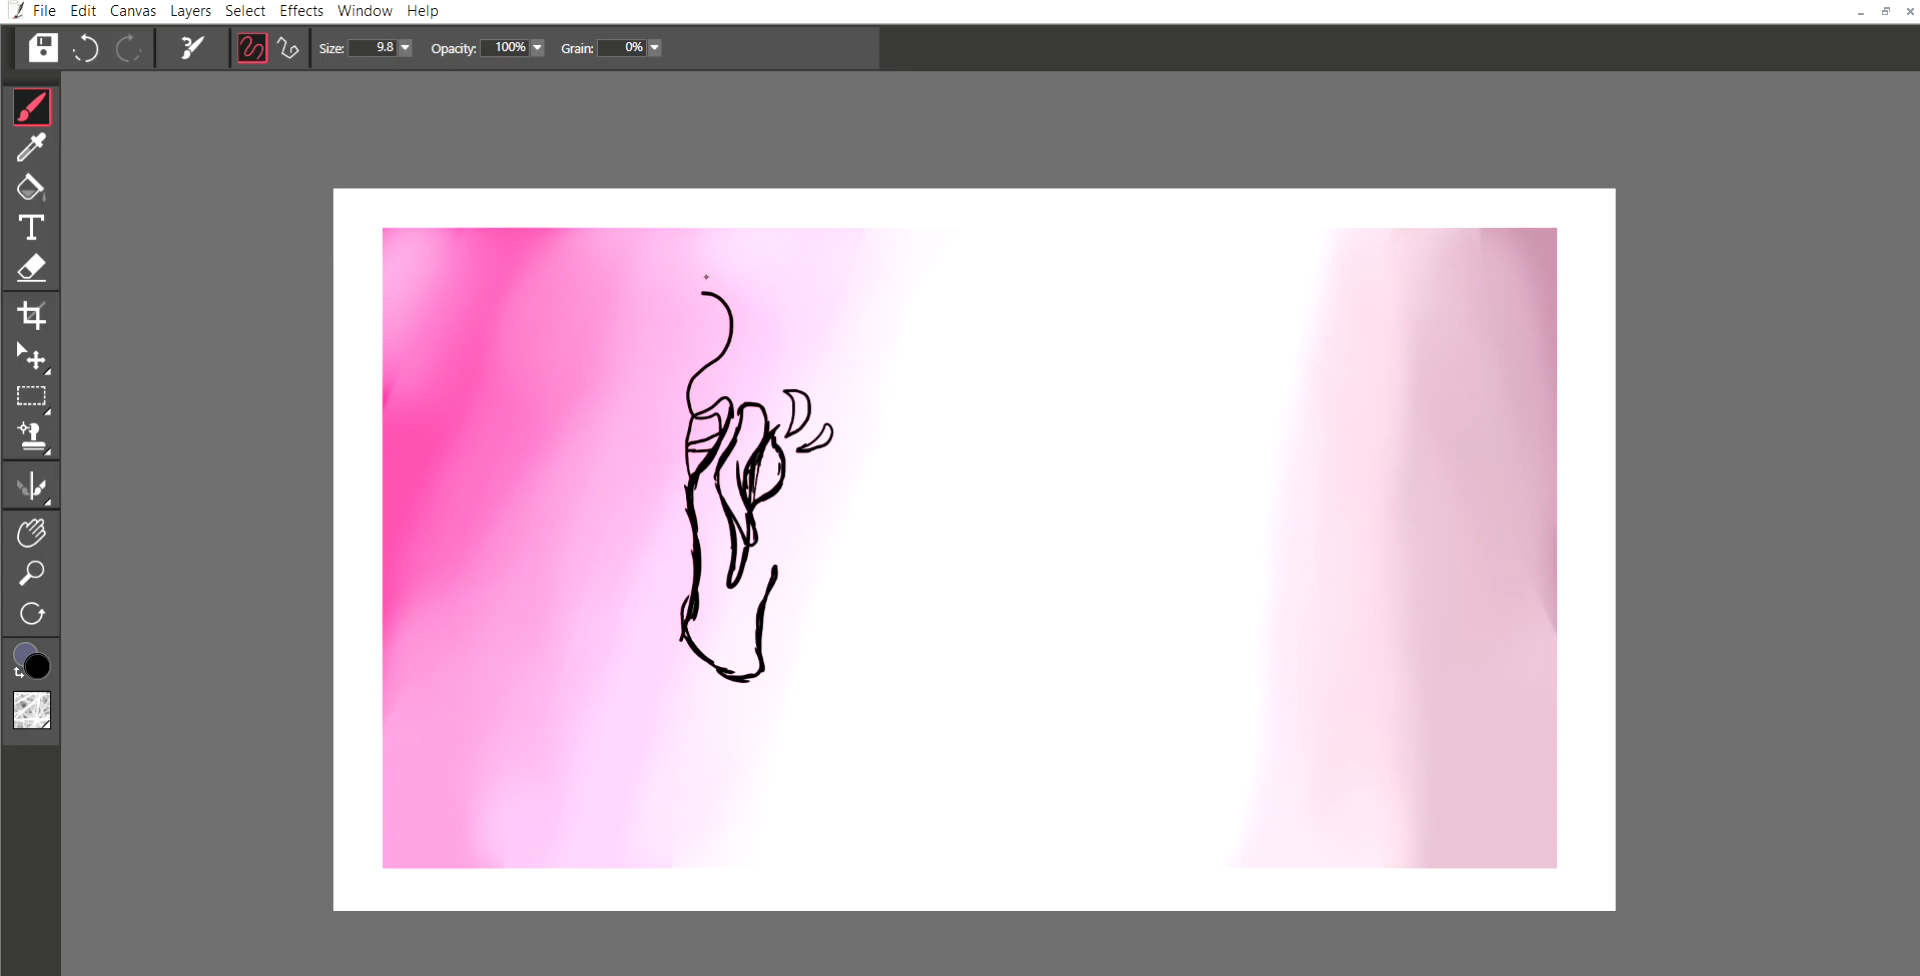 File Edit Canvas Layers Select Effects Window Help
Size: 9.8 Opacity: 100% Grain: 0%